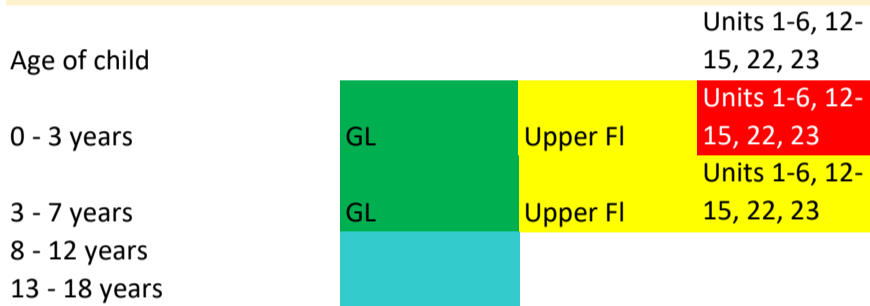 Units 1-6, 12-
Age of child 15, 22, 23
Units 1-6, 12-
0 - 3 years GL Upper Fl 15, 22, 23
Units 1-6, 12-
3 - 7 years GL Upper Fl 15, 22, 23
8 - 12 years
13 - 18 years